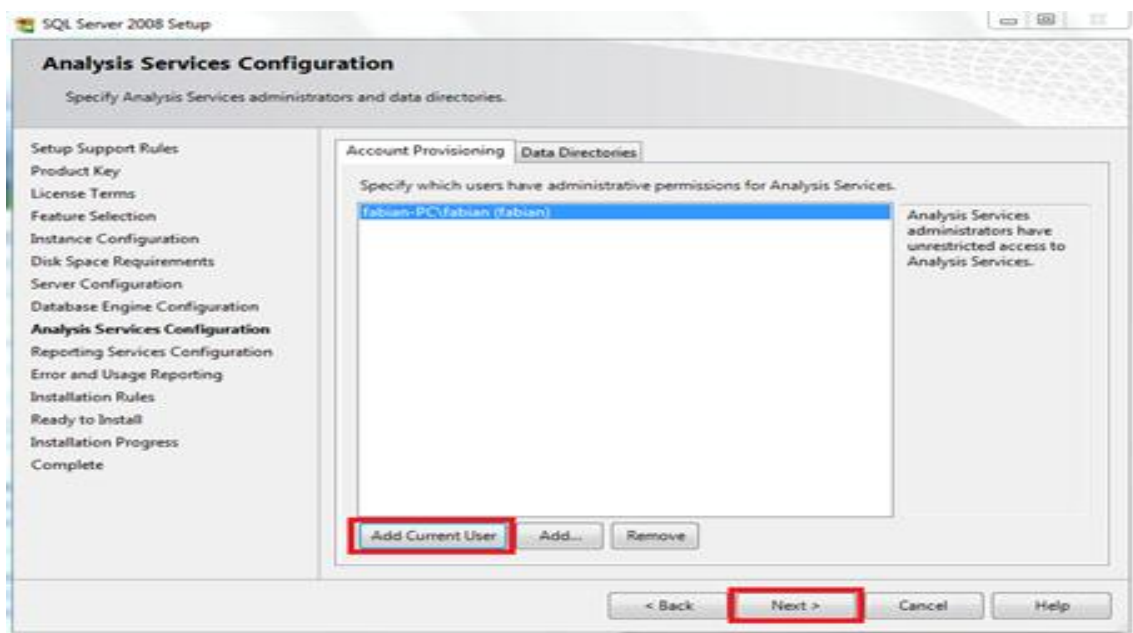 SQL Server 2008 Setup
Analysis Services Configuration
Specify Analysis Services administrators and data directories.
Setup Support Rules
Product Key
License Terms
Feature Selection
Instance Configuration
Disk Space Requirements
Server Configuration
Database Engine Configuration
Analysis Services Configuration
Reporting Services Configuration
Error and Usage Reporting
Installation Rules
Ready to Install
Installation Progress
Complete
Account Provisioning Data Directories
Specify which users have administrative permissions for Analysis Services.
fabian-PC\fabian (fabian)
Analysis Services
administrators have
unrestricted access to
Analysis Services.
Add Current User Add... Remove
< Back Next > Cancel Help